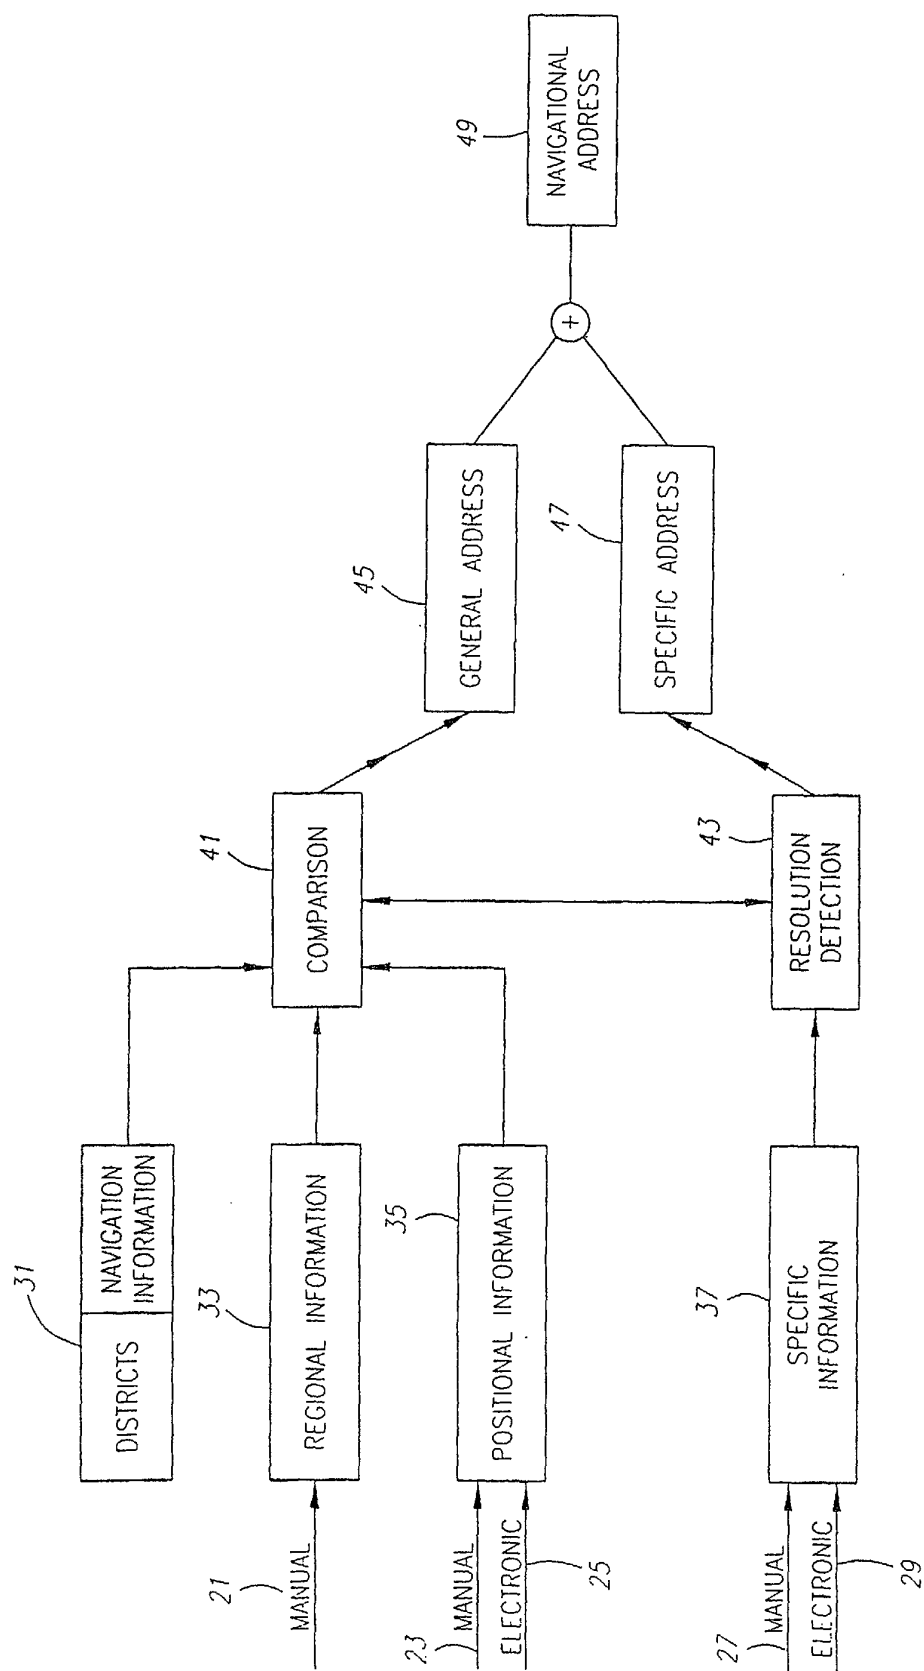 21
MANUAL
23
MANUAL
ELECTRONIC
25
27
MANUAL
ELECTRONIC
29
31
DISTRICTS
NAVIGATION
INFORMATION
33
REGIONAL INFORMATION
35
POSITIONAL INFORMATION
37
SPECIFIC
INFORMATION
41
COMPARISON
43
RESOLUTION
DETECTION
45
GENERAL ADDRESS
47
SPECIFIC ADDRESS
+
49
NAVIGATIONAL
ADDRESS